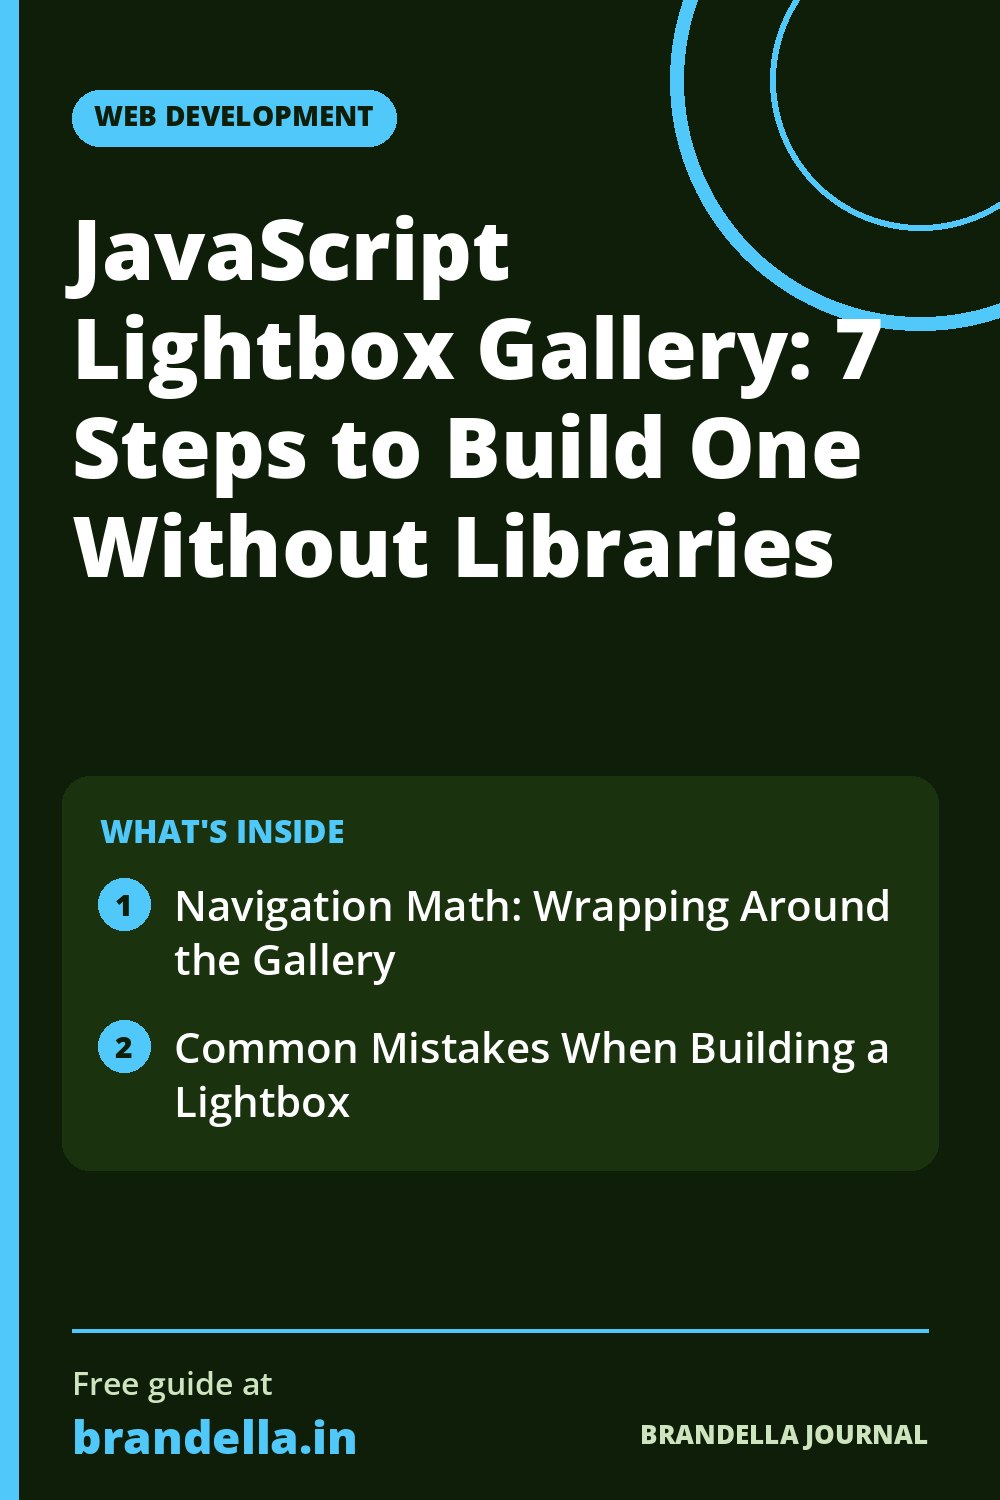 WEB DEVELOPMENT
JavaScript
Lightbox Gallery: 7
Steps to Build One
Without Libraries
WHAT'S INSIDE
1 Navigation Math: Wrapping Around
the Gallery
2 Common Mistakes When Building a
Lightbox
Free guide at
brandella.in
BRANDELLA JOURNAL